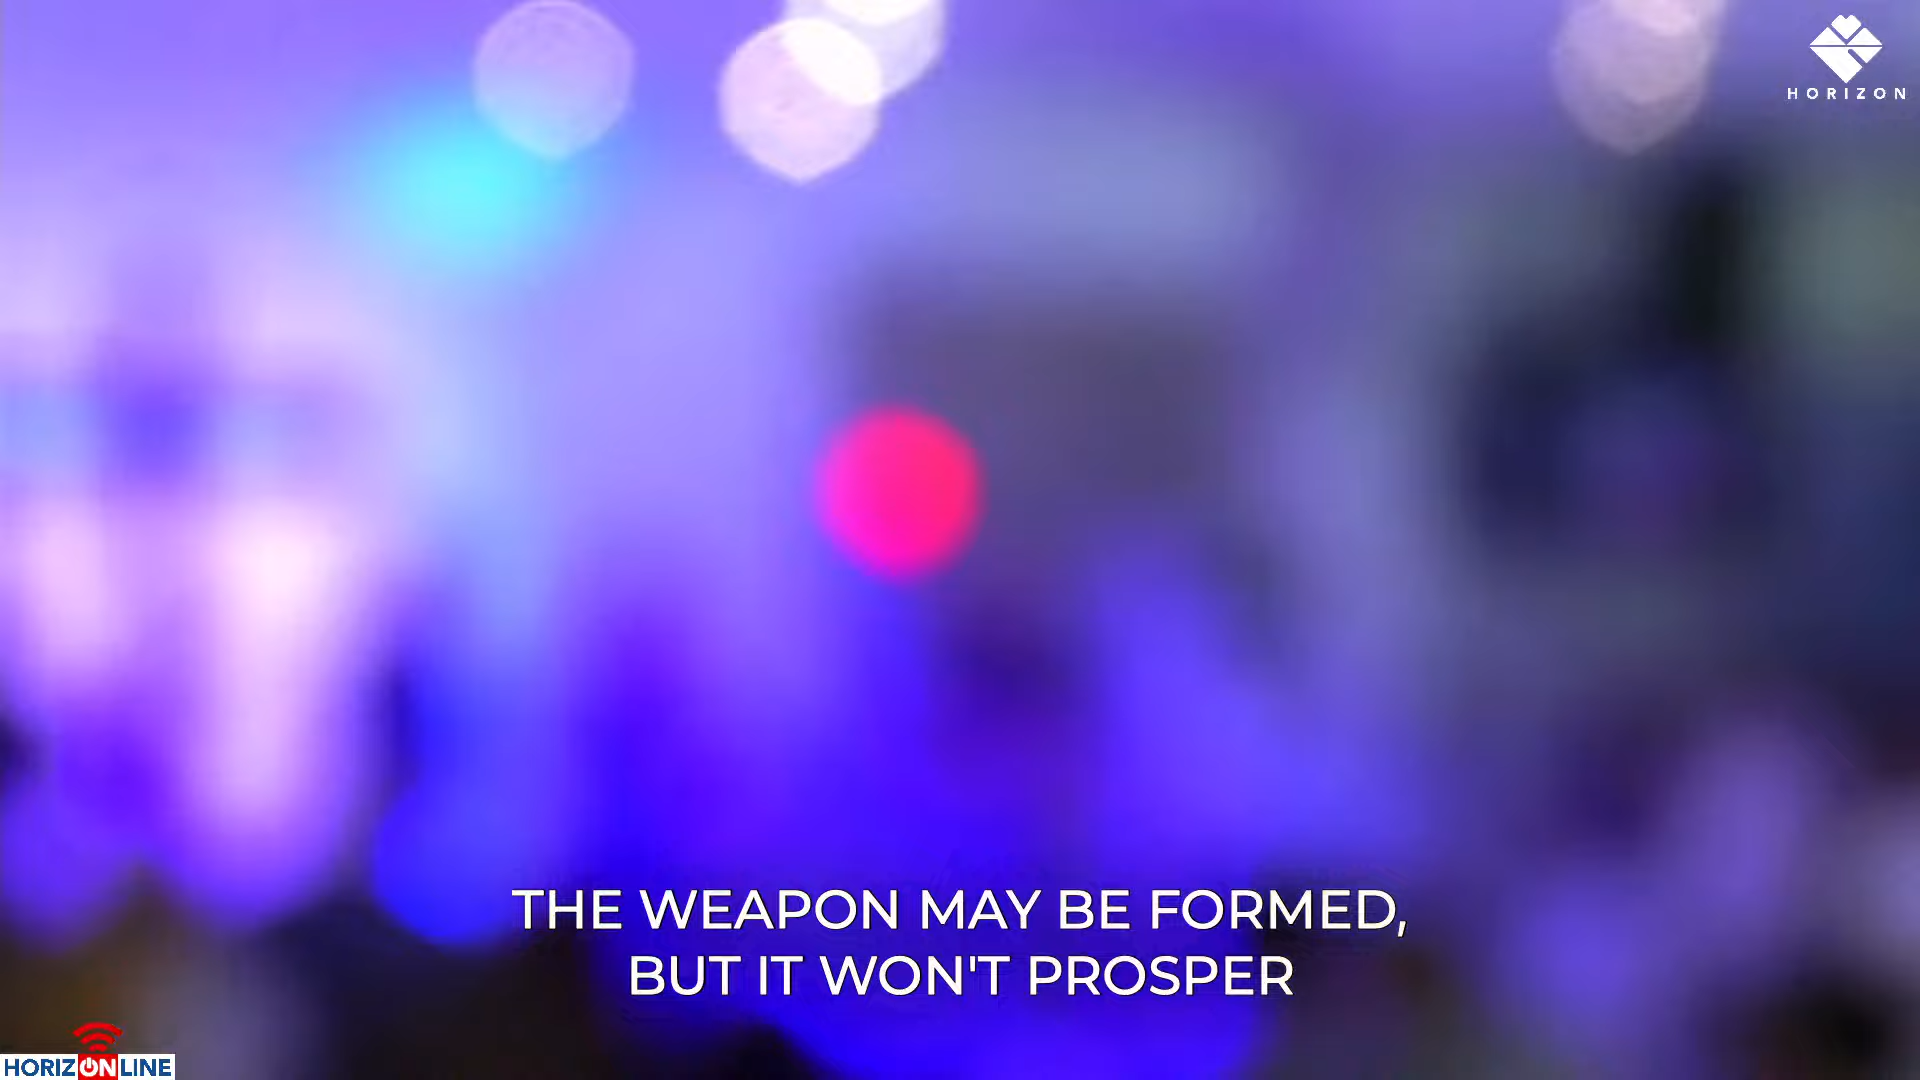 HORIZON
THE WEAPON MAY BE FORMED,
BUT IT WON'T PROSPER
HORIZONLINE